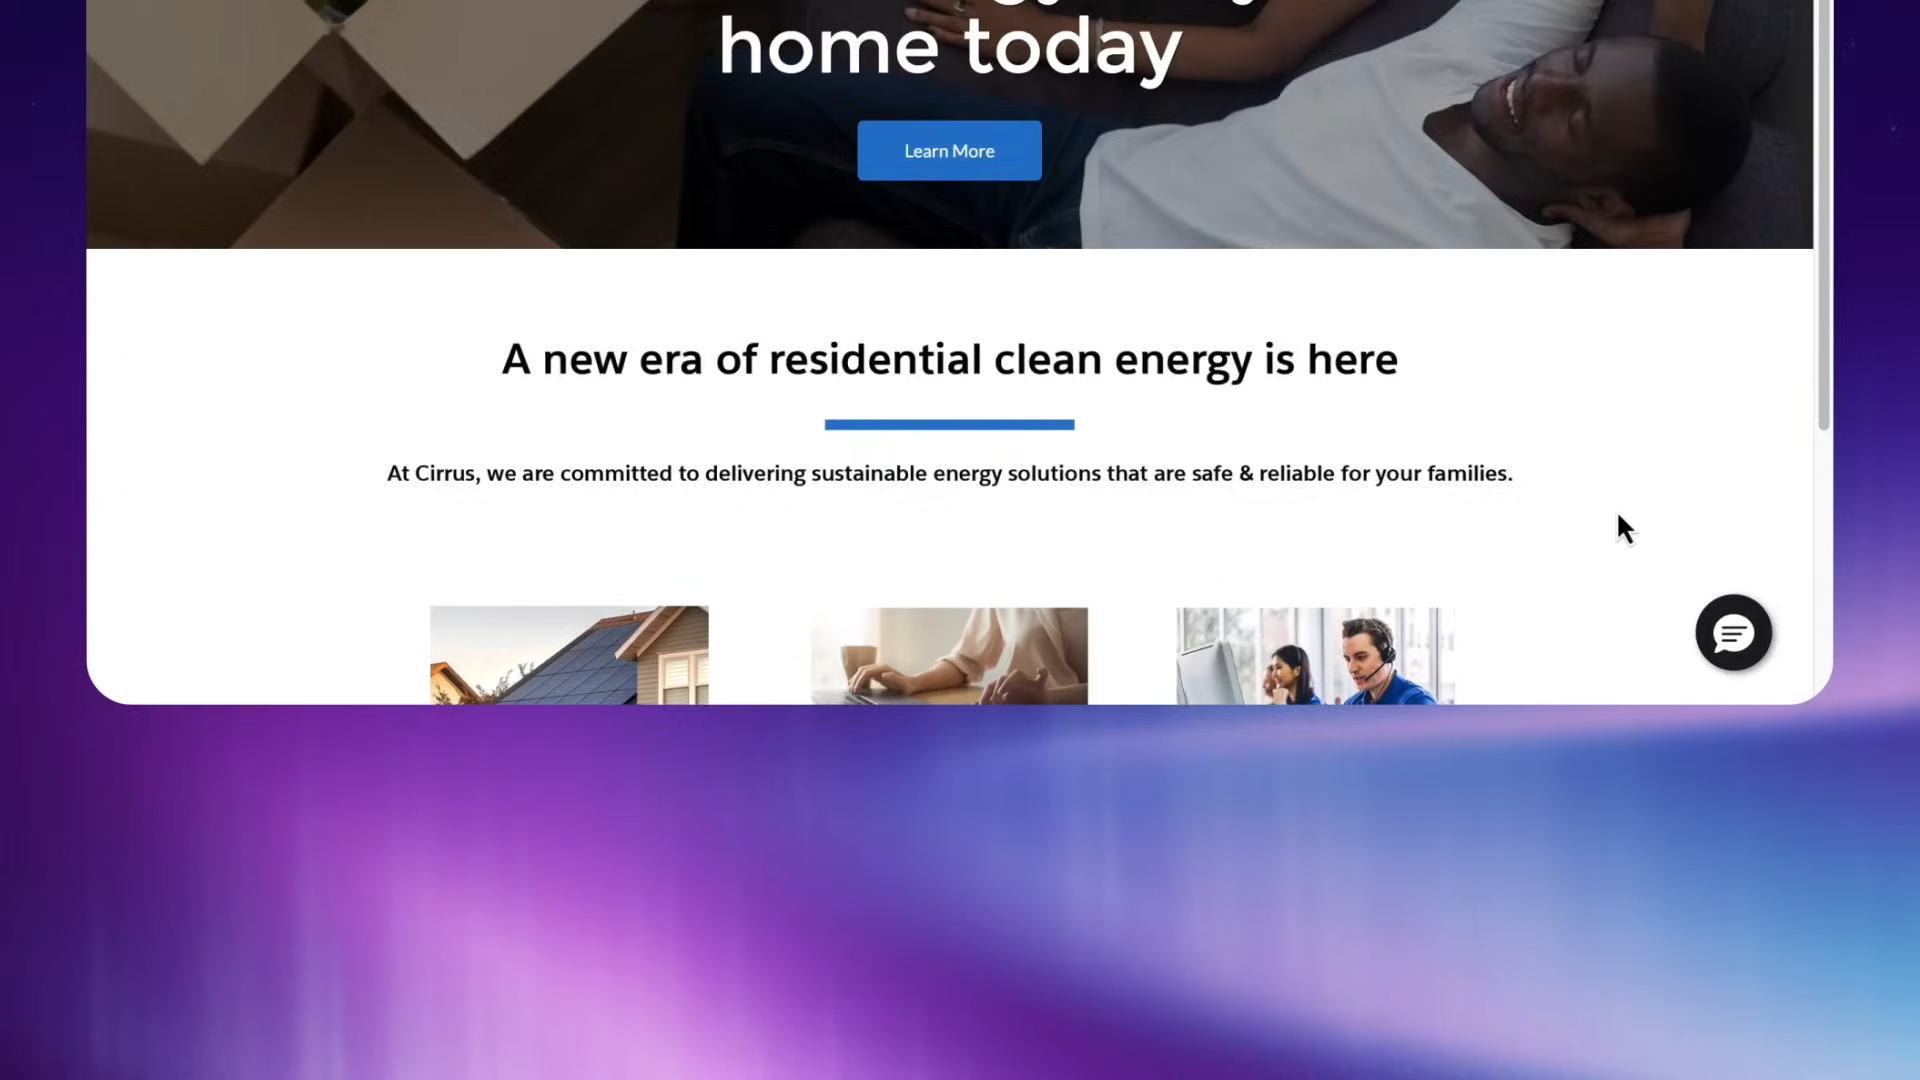 home today
Learn More
A new era of residential clean energy is here
At Cirrus, we are committed to delivering sustainable energy solutions that are safe & reliable for your families.